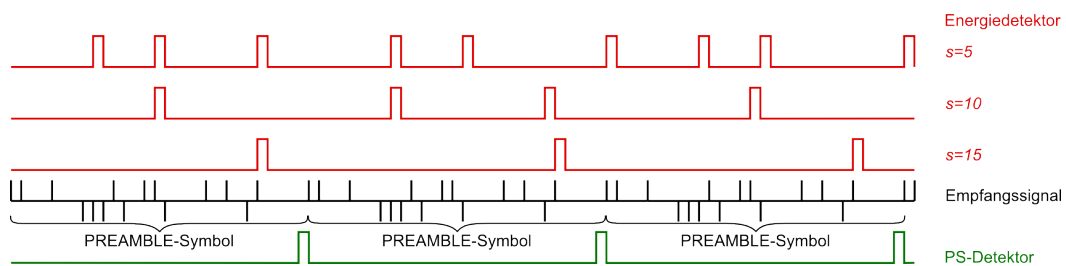 Energiedetektor
s=5
s=10
s=15
Empfangssignal
PREAMBLE-Symbol PREAMBLE-Symbol PREAMBLE-Symbol
PS-Detektor